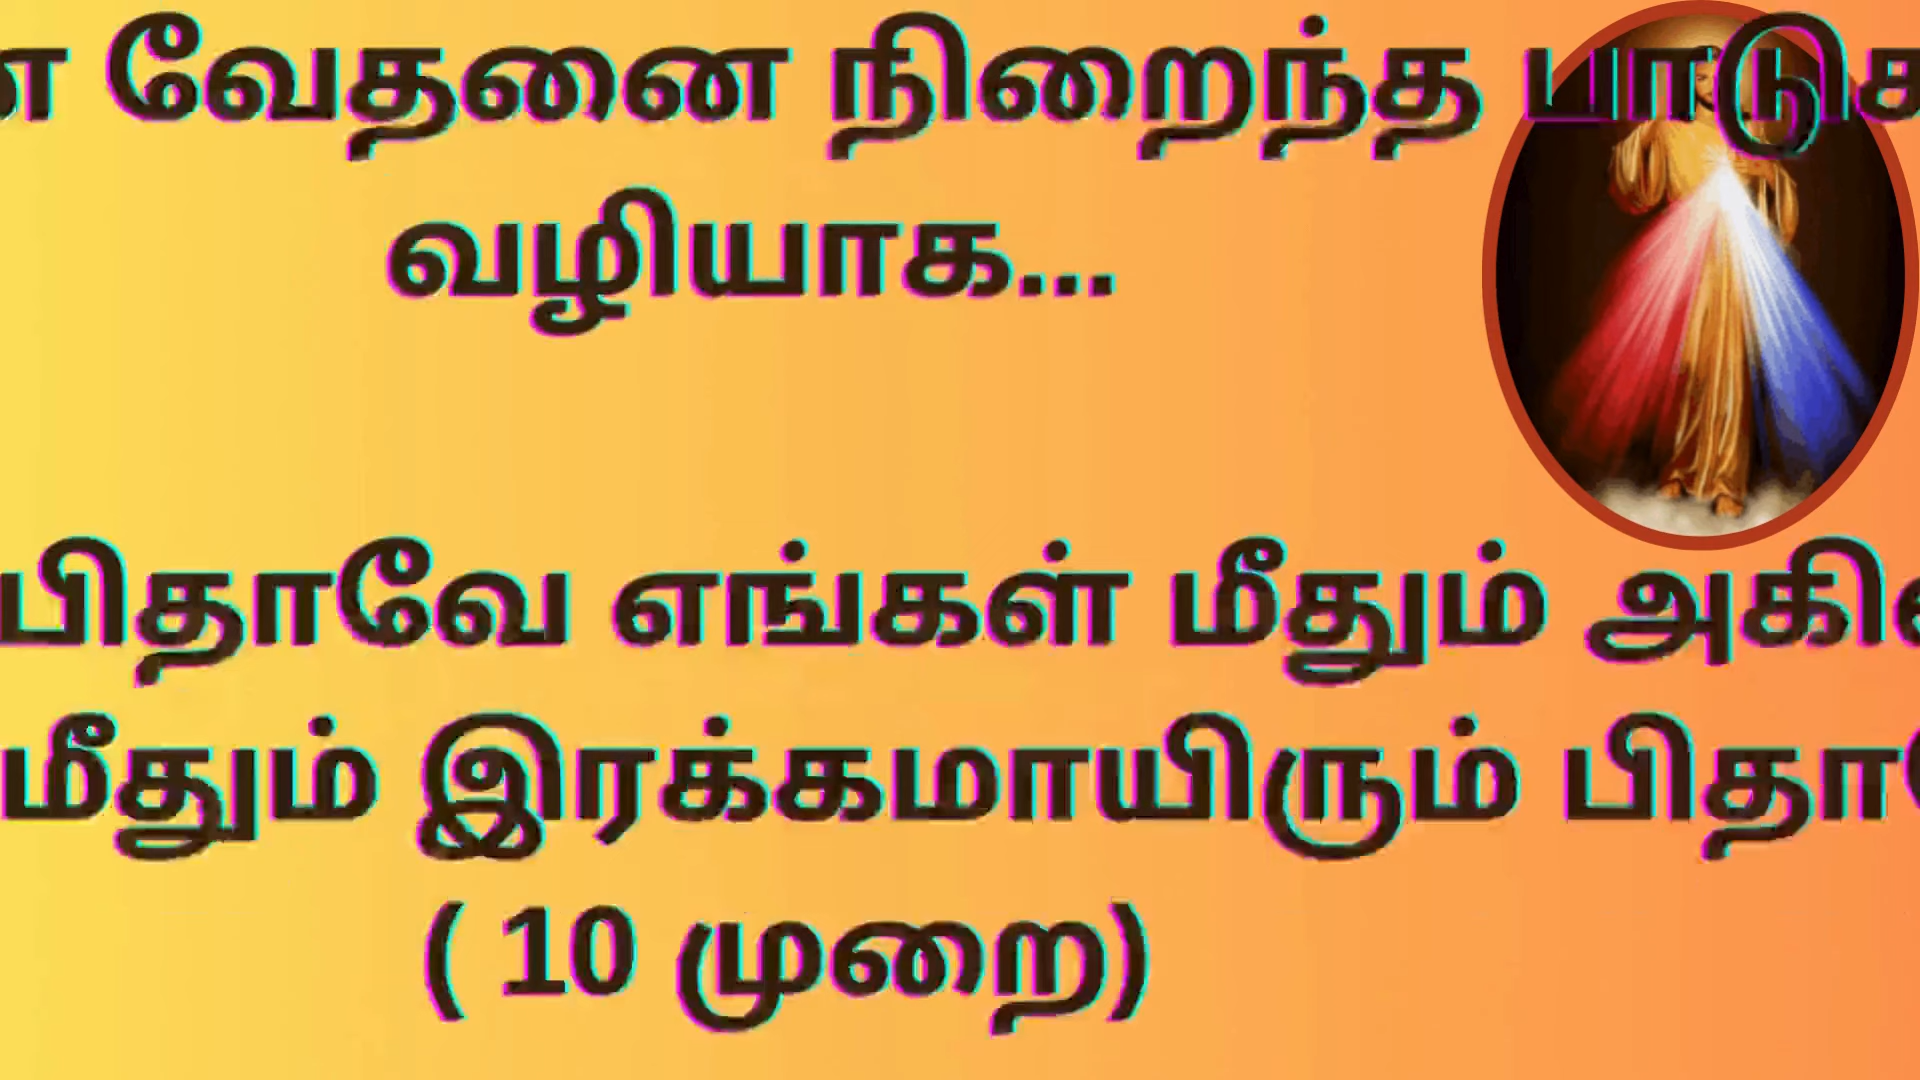 வேதனை நிறைந்த பாடுக
வழியாக...
பிதாவே எங்கள் மீதும் அகி
மீதும் இரக்கமாயிரும் பிதா
( 10 முறை)